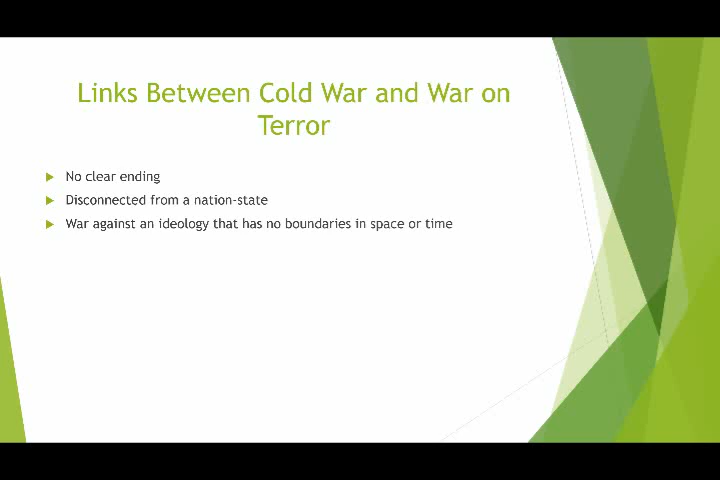 Links Between Cold War and War on
Terror
No clear ending
Disconnected from a nation-state
War against an ideology that has no boundaries in space or time